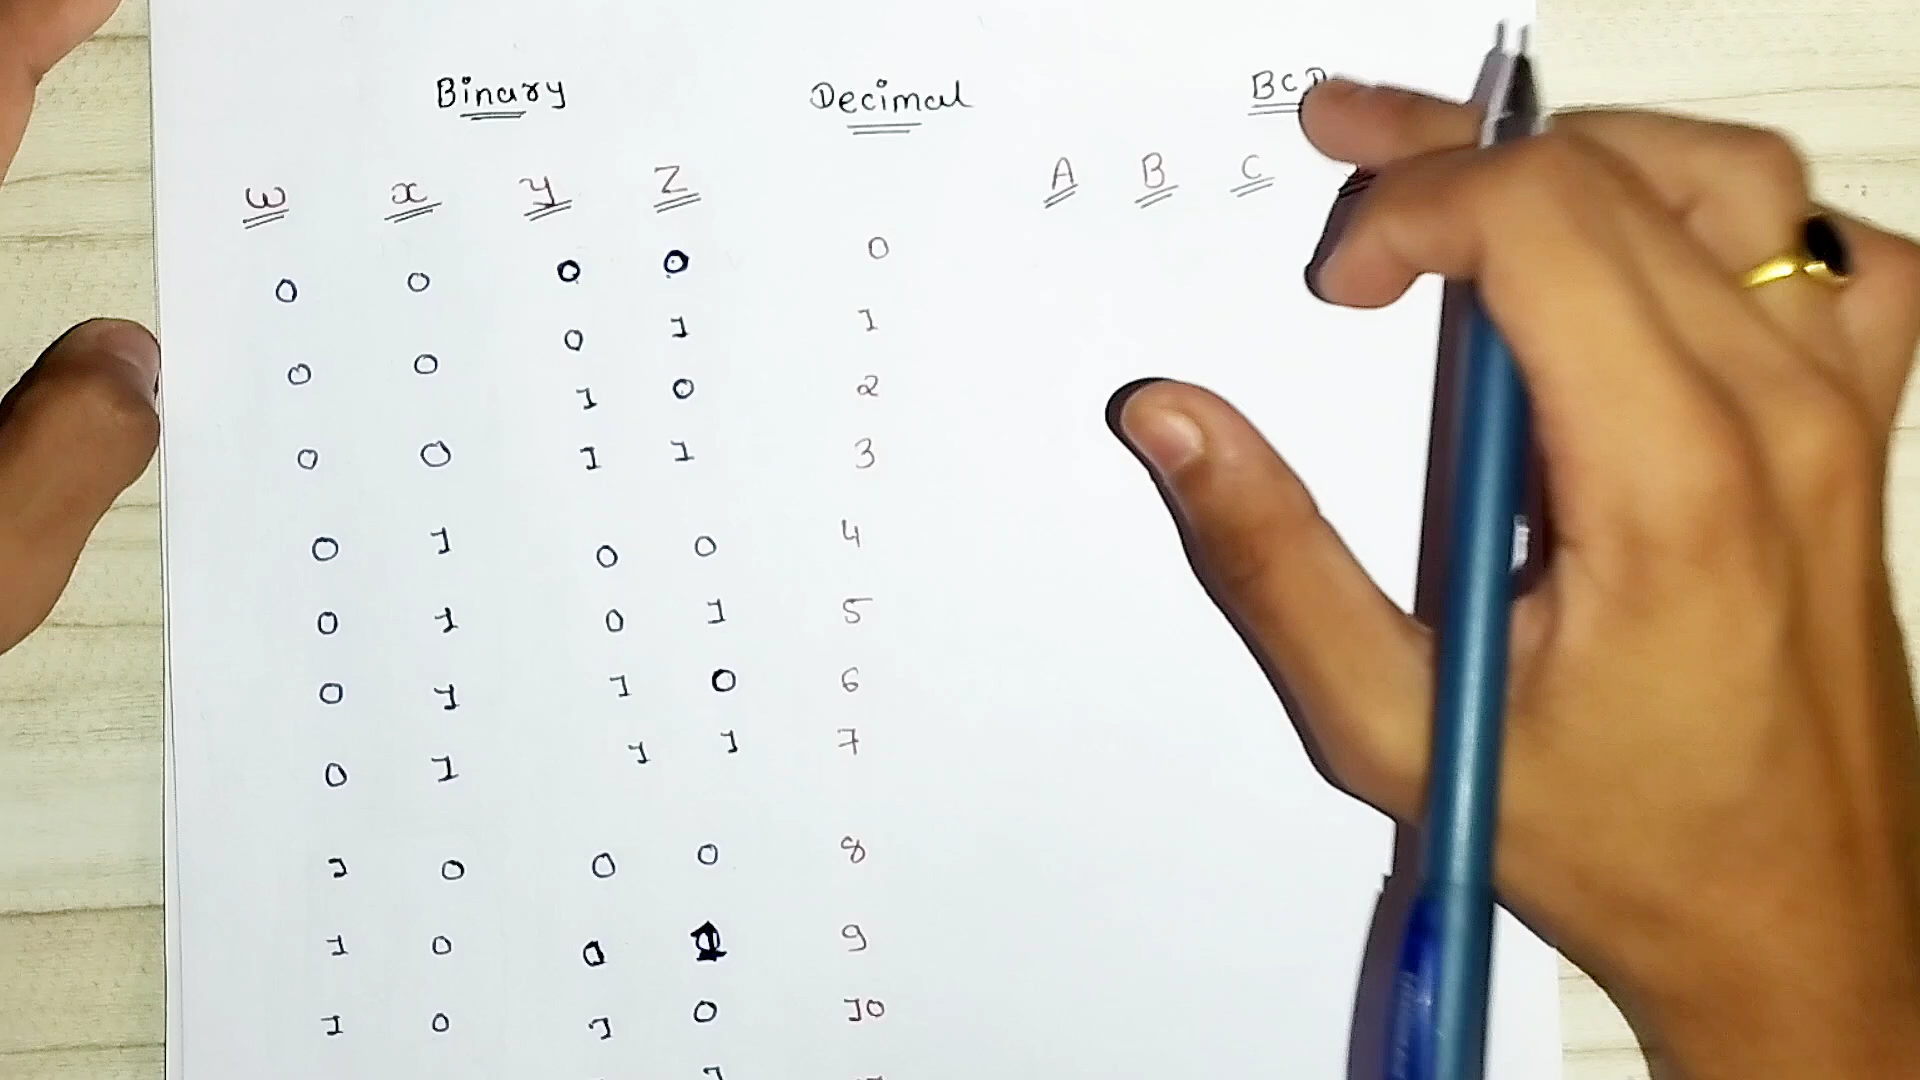 Binary Decimal BCD
w x y z A B C
0 0 0 0 0
0 0 0 1 1
1 0 2
0 0 1 1 3
0 1 0 0 4
0 1 0 1 5
0 1 1 0 6
0 1 1 1 7
1 0 0 0 8
1 0 0 9
1 0 1 0 10
1